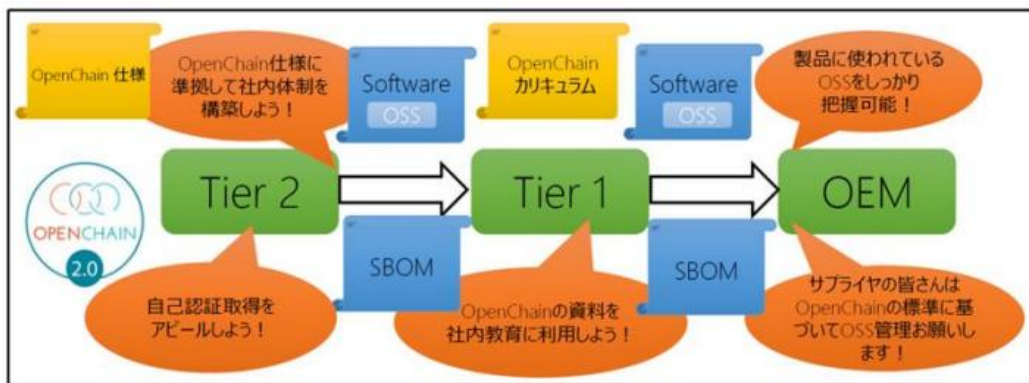 OpenChain 仕様
OpenChain仕様に
準拠して社内体制を
構築しよう！
Software
OSS
OpenChain
カリキュラム
Software
OSS
製品に使われている
OSSをしっかり
把握可能！
Tier 2
Tier 1
OEM
OPENCHAIN
2.0
自己認証取得を
アピールしよう！
SBOM
OpenChainの資料を
社内教育に利用しよう！
SBOM
サプライヤの皆さんは
OpenChainの標準に基
づいてOSS管理お願いし
ます！